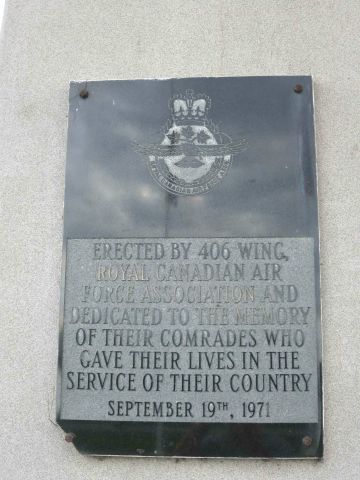 ERECTED BY 406 WING,
ROYAL CANADIAN AIR
FORCE ASSOCIATION AND
DEDICATED TO THE MEMORY
OF THEIR COMRADES WHO
GAVE THEIR LIVES IN THE
SERVICE OF THEIR COUNTRY
SEPTEMBER 19TH, 1971